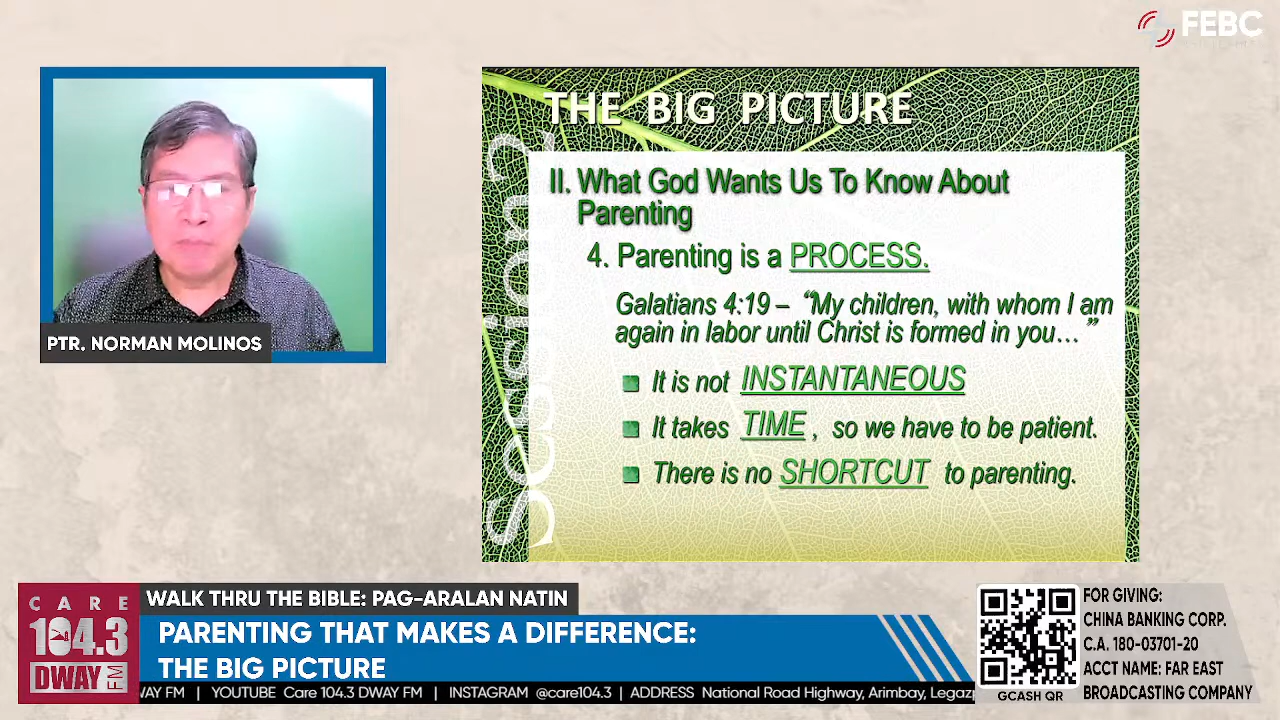 FEBC
PTR. NORMAN MOLINOS
THE BIG PICTURE
Session 2
II. What God Wants Us To Know About
Parenting
4. Parenting is a PROCESS.
Galatians 4:19 – “My children, with whom I am
again in labor until Christ is formed in you…”
It is not INSTANTANEOUS
It takes TIME , so we have to be patient.
There is no SHORTCUT to parenting.
CARE
104.3
DWAY FM
WALK THRU THE BIBLE: PAG-ARALAN NATIN
PARENTING THAT MAKES A DIFFERENCE:
THE BIG PICTURE
WAY FM | YOUTUBE Care 104.3 DWAY FM | INSTAGRAM @care104.3 | ADDRESS National Road Highway, Arimbay, Legazp
GCASH QR
FOR GIVING:
CHINA BANKING CORP.
C.A. 180-03701-20
ACCT NAME: FAR EAST
BROADCASTING COMPANY